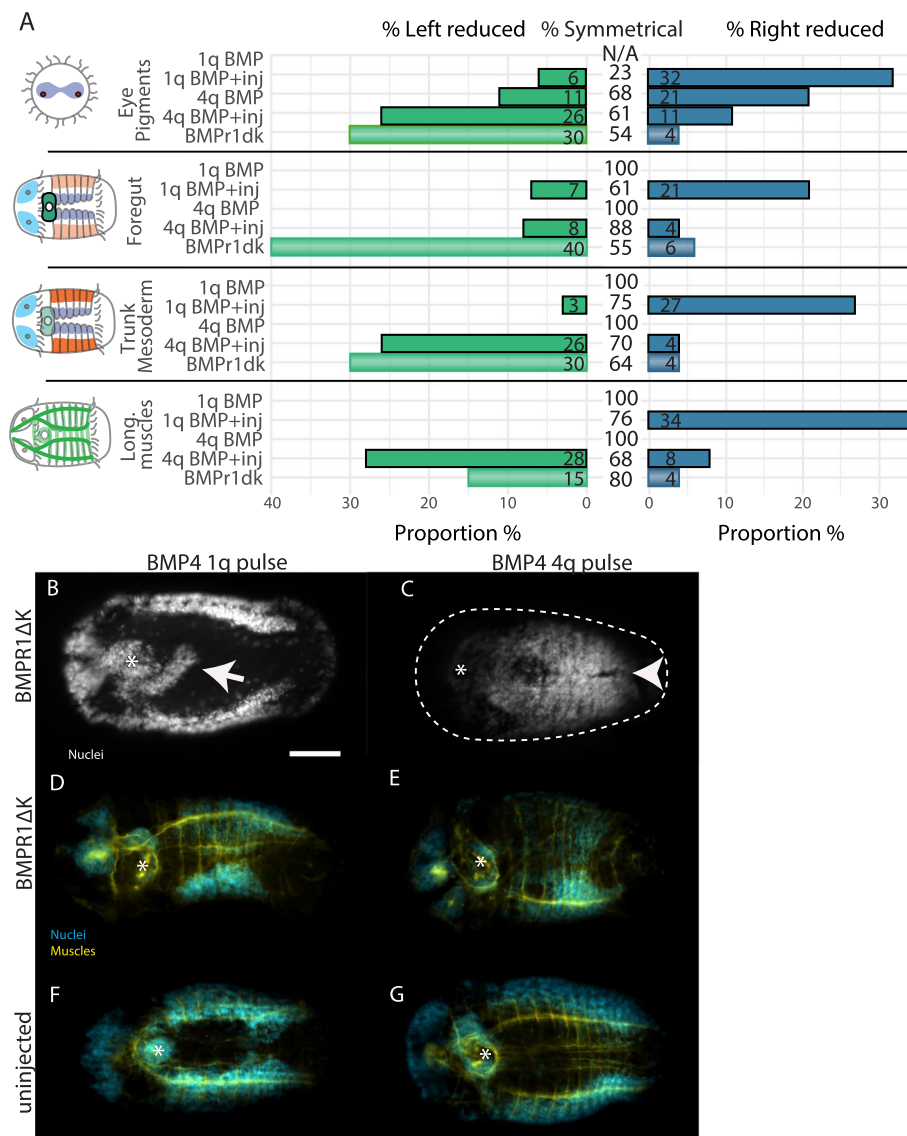 A
% Left reduced % Symmetrical % Right reduced
Eye Pigments
1q BMP N/A
1q BMP+inj 6 23 32
4q BMP 11 68 21
4q BMP+inj 26 61 11
BMPr1dk 30 54 4
Foregut
1q BMP 100
1q BMP+inj 7 61 21
4q BMP 100
4q BMP+inj 8 88 4
BMPr1dk 40 55 6
Trunk Mesoderm
1q BMP 100
1q BMP+inj 3 75 27
4q BMP 100
4q BMP+inj 26 70 4
BMPr1dk 30 64 4
Long. muscles
1q BMP 100
1q BMP+inj 76 34
4q BMP 100
4q BMP+inj 28 68 8
BMPr1dk 15 80 4
40 30 20 10 0 0 10 20 30
Proportion % Proportion %
BMP4 1q pulse BMP4 4q pulse
BMPR1ΔK
B C
* *
Nuclei
BMPR1ΔK
D E
* *
Nuclei
Muscles
uninjected
F G
* *